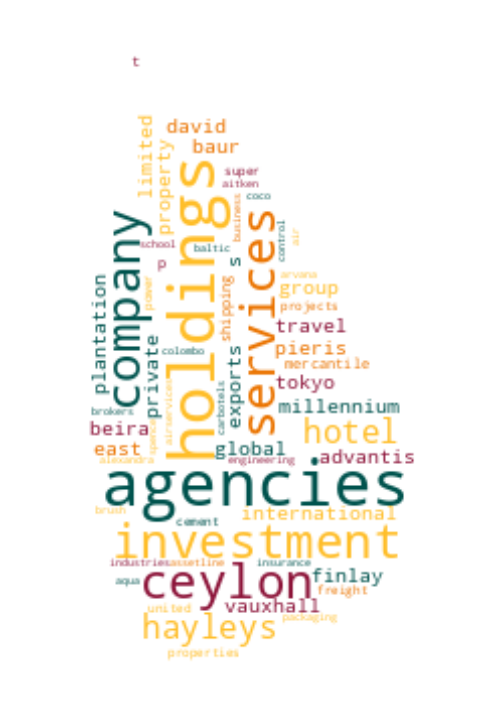 t
david
baur
limited
property
holdings
super
aitken
coco
business
services
control
air
company
school
baltic
p
s
arvana
group
projects
plantation
power
shipping
travel
private
colombo
exports
pieris
mercantile
tokyo
carbotels
airservices
brokers
millennium
beira
spence
hotel
east
global
advantis
alexandra
engineering
agencies
brush
international
cement
investment
industries
assetline
insurance
aqua
ceylon
finlay
freight
united
vauxhall
packaging
hayleys
properties